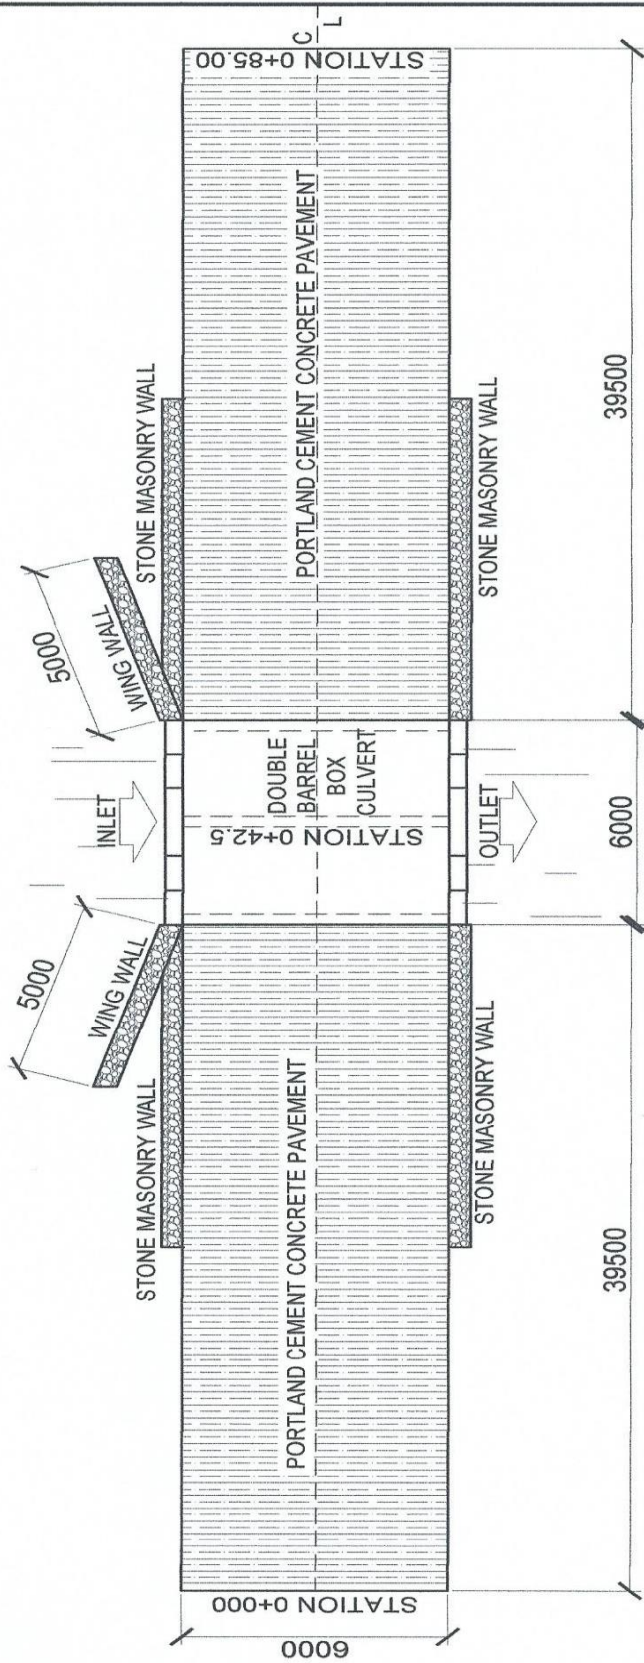 C
L
STATION 0+85.00
PORTLAND CEMENT CONCRETE PAVEMENT
39500
STONE MASONRY WALL
STONE MASONRY WALL
5000
WING WALL
INLET
DOUBLE
BARREL
BOX
CULVERT
STATION 0+42.5
OUTLET
6000
5000
WING WALL
STONE MASONRY WALL
STONE MASONRY WALL
PORTLAND CEMENT CONCRETE PAVEMENT
39500
STATION 0+000
6000